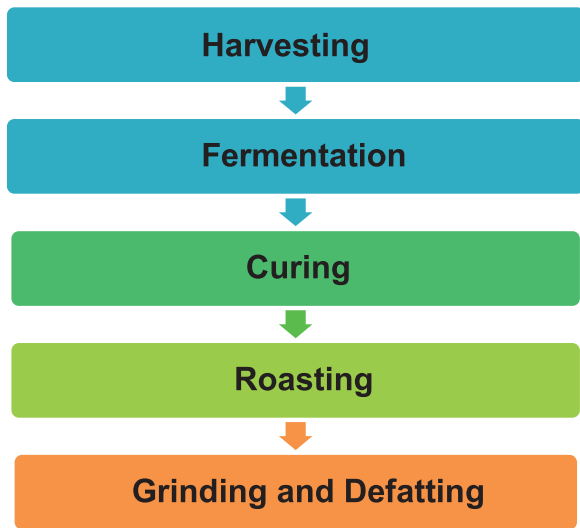 Harvesting
Fermentation
Curing
Roasting
Grinding and Defatting